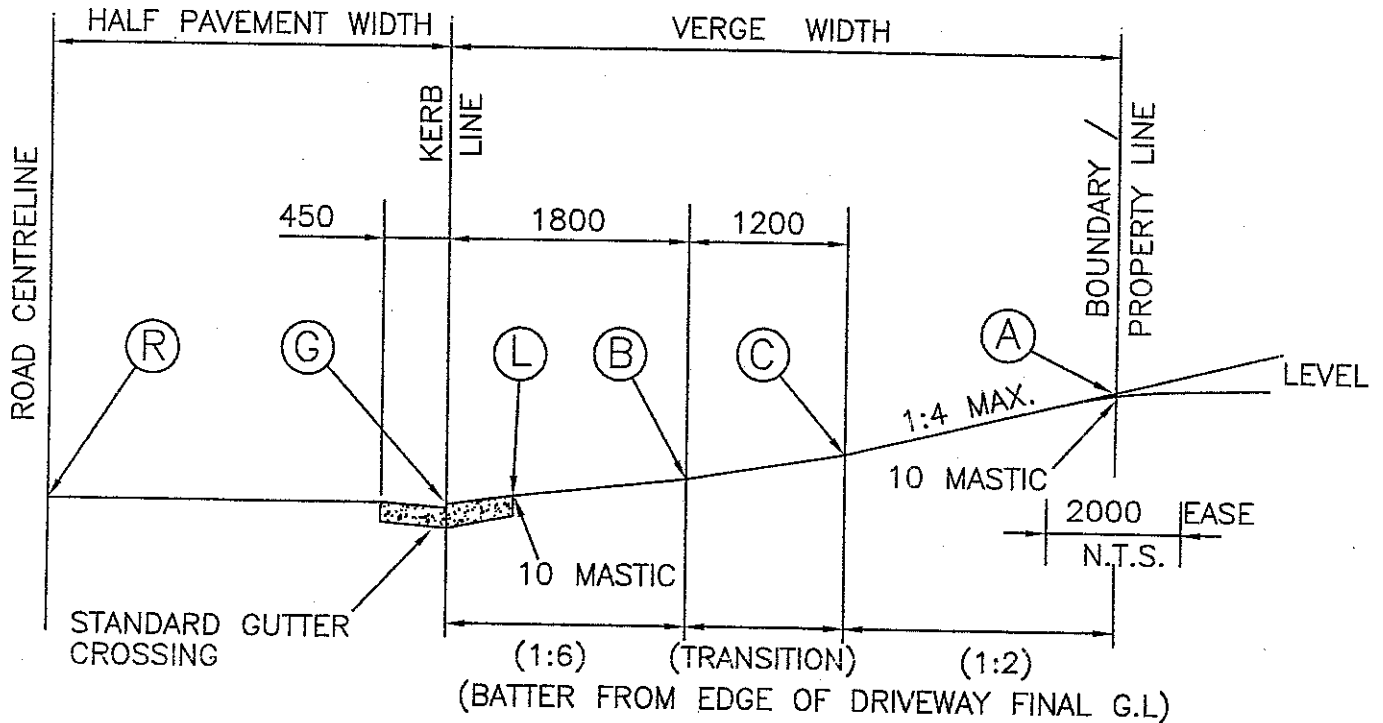 HALF PAVEMENT WIDTH
VERGE WIDTH
ROAD CENTRELINE
KERB
LINE
BOUNDARY /
PROPERTY LINE
450
1800
1200
R
G
L
B
C
A
1:4 MAX.
LEVEL
10 MASTIC
10 MASTIC
2000 EASE
N.T.S.
STANDARD GUTTER
CROSSING
(1:6)
(TRANSITION)
(1:2)
(BATTER FROM EDGE OF DRIVEWAY FINAL G.L)